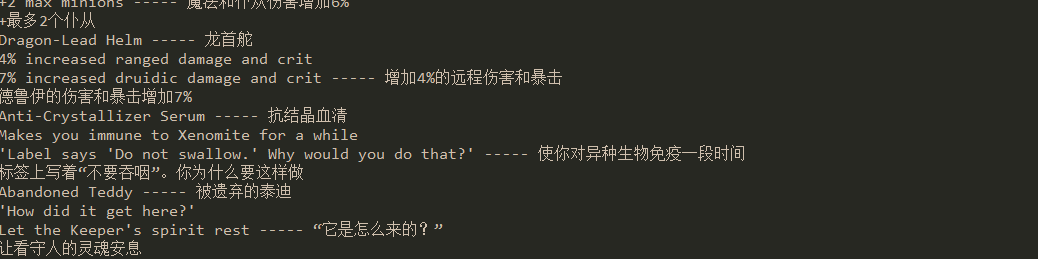 +2 max minions ----- 魔法和仆从伤害增加6%
+最多2个仆从
Dragon-Lead Helm ----- 龙首舵
4% increased ranged damage and crit
7% increased druidic damage and crit ----- 增加4%的远程伤害和暴击
德鲁伊的伤害和暴击增加7%
Anti-Crystallizer Serum ----- 抗结晶血清
Makes you immune to Xenomite for a while
'Label says 'Do not swallow.' Why would you do that?' ----- 使你对异种生物免疫一段时间
标签上写着“不要吞咽”。你为什么要这样做
Abandoned Teddy ----- 被遗弃的泰迪
'How did it get here?'
Let the Keeper's spirit rest ----- “它是怎么来的？”
让看守人的灵魂安息